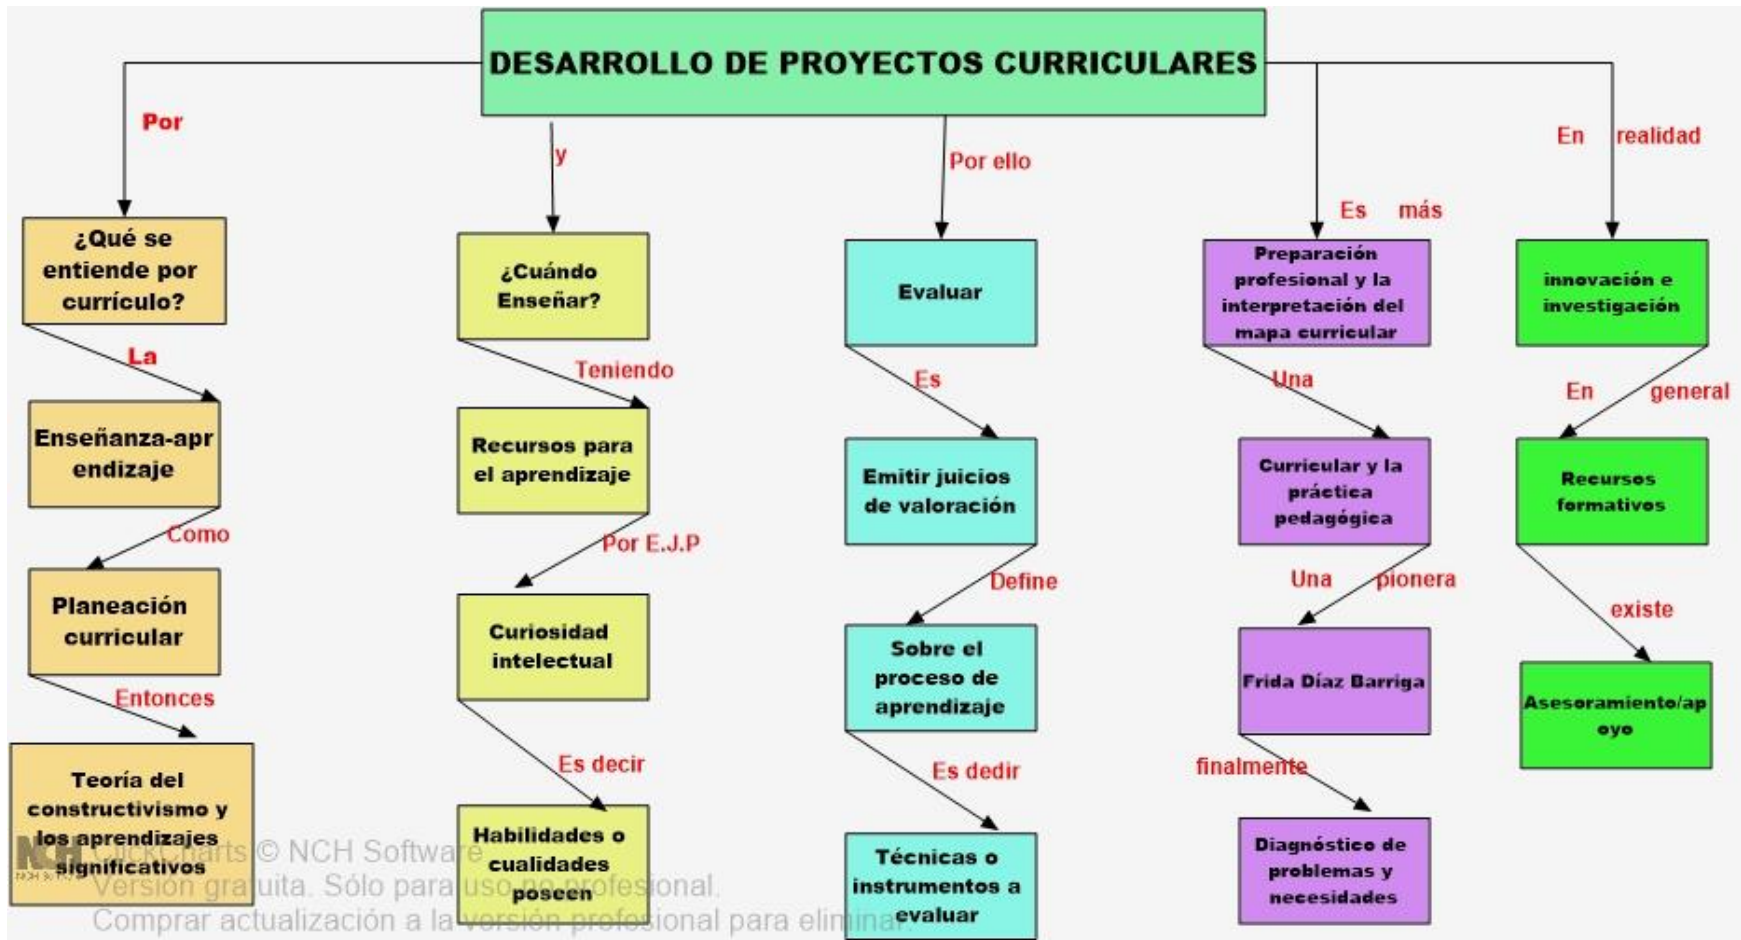 DESARROLLO DE PROYECTOS CURRICULARES
Por
¿Qué se
entiende por
currículo?
La
Enseñanza-apr
endizaje
Como
Planeación
curricular
Entonces
Teoría del
constructivismo y
los aprendizajes
significativos
y
¿Cuándo
Enseñar?
Teniendo
Recursos para
el aprendizaje
Por E.J.P
Curiosidad
intelectual
Es decir
Habilidades o
cualidades
poseen
Por ello
Evaluar
Es
Emitir juicios
de valoración
Define
Sobre el
proceso de
aprendizaje
Es dedir
Técnicas o
instrumentos a
evaluar
Es más
Preparación
profesional y la
interpretación del
mapa curricular
Una
Curricular y la
práctica
pedagógica
Una pionera
Frida Díaz Barriga
finalmente
Diagnóstico de
problemas y
necesidades
En realidad
innovación e
investigación
En general
Recursos
formativos
existe
Asesoramiento/ap
oyo
NCH
ClickCharts © NCH Software
Versión gratuita. Sólo para uso no profesional.
Comprar actualización a la versión profesional para eliminar.